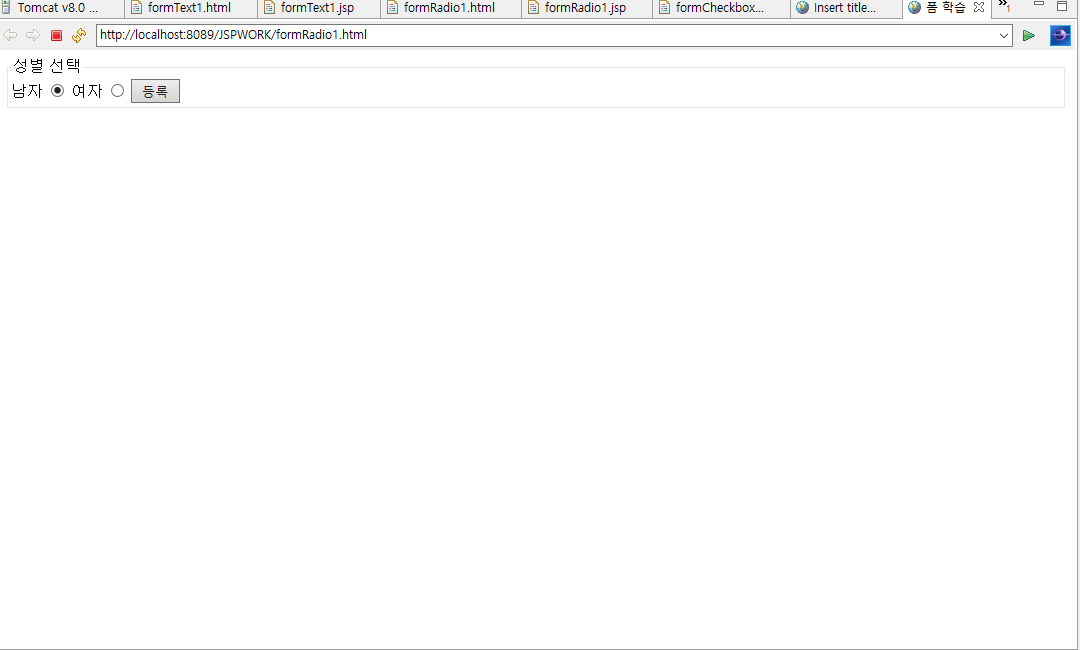 Tomcat v8.0 ... formText1.html formText1.jsp formRadio1.html formRadio1.jsp formCheckbox... Insert title... 폼 학습 1
http://localhost:8089/JSPWORK/formRadio1.html
성별 선택
남자 여자 등록